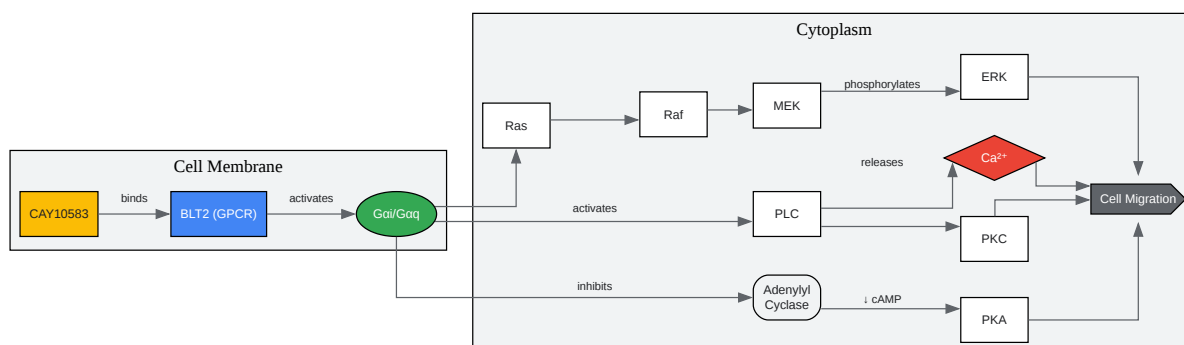 Cytoplasm
ERK
phosphorylates
MEK
Raf
Ras
Cell Membrane
releases
Ca²⁺
CAY10583
binds
BLT2 (GPCR)
activates
Gαi/Gαq
activates
PLC
Cell Migration
PKC
inhibits
Adenylyl
Cyclase
↓ cAMP
PKA